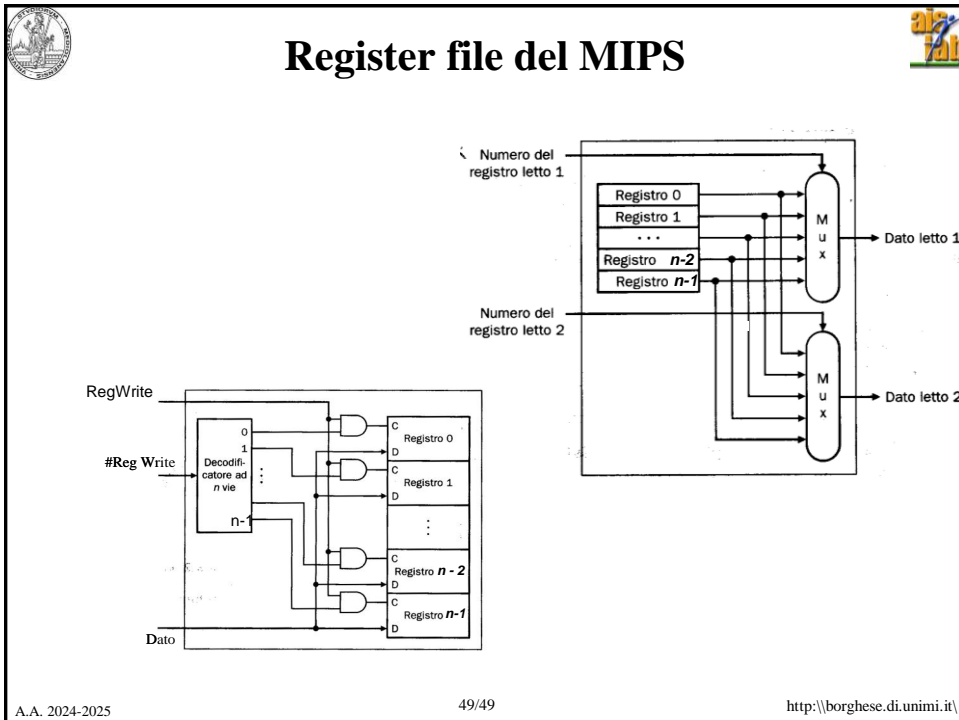 Register file del MIPS
Numero del
registro letto 1
Registro 0
Registro 1
...
Registro n-2
Registro n-1
M
u
x
Dato letto 1
Numero del
registro letto 2
M
u
x
Dato letto 2
RegWrite
#Reg Write
0
1
Decodifi-
catore ad
n vie
n-1
C
Registro 0
D
C
Registro 1
D
C
Registro n - 2
D
C
Registro n-1
D
Dato
A.A. 2024-2025
49/49
http:\\borghese.di.unimi.it\